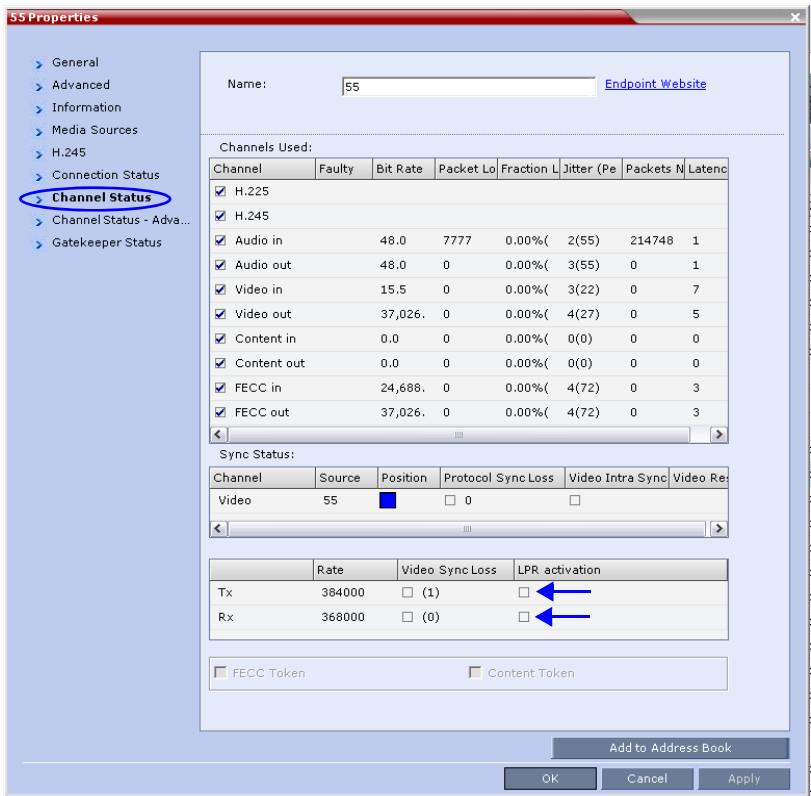 55 Properties
General
Advanced
Information
Media Sources
H.245
Connection Status
Channel Status
Channel Status - Adva...
Gatekeeper Status
Name: 55 Endpoint Website
Channels Used:
Channel Faulty Bit Rate Packet Lo Fraction L Jitter (Pe Packets N Latenc
H.225
H.245
Audio in 48.0 7777 0.00%( 2(55) 214748 1
Audio out 48.0 0 0.00%( 3(55) 0 1
Video in 15.5 0 0.00%( 3(22) 0 7
Video out 37,026. 0 0.00%( 4(27) 0 5
Content in 0.0 0 0.00%( 0(0) 0 0
Content out 0.0 0 0.00%( 0(0) 0 0
FECC in 24,688. 0 0.00%( 4(72) 0 3
FECC out 37,026. 0 0.00%( 4(72) 0 3
Sync Status:
Channel Source Position Protocol Sync Loss Video Intra Sync Video Res
Video 55 0
Rate Video Sync Loss LPR activation
Tx 384000 (1)
Rx 368000 (0)
FECC Token Content Token
Add to Address Book
OK Cancel Apply